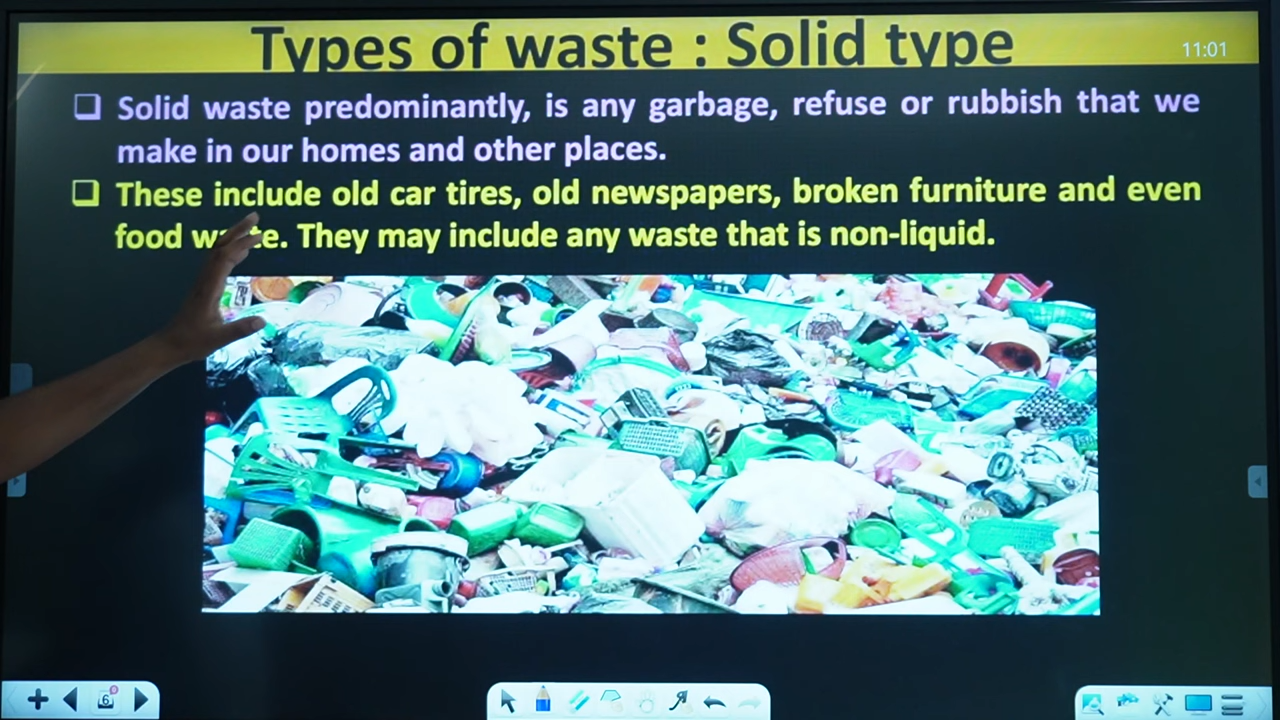 Types of waste : Solid type
11:01
❑ Solid waste predominantly, is any garbage, refuse or rubbish that we
make in our homes and other places.
❑ These include old car tires, old newspapers, broken furniture and even
food waste. They may include any waste that is non-liquid.
6